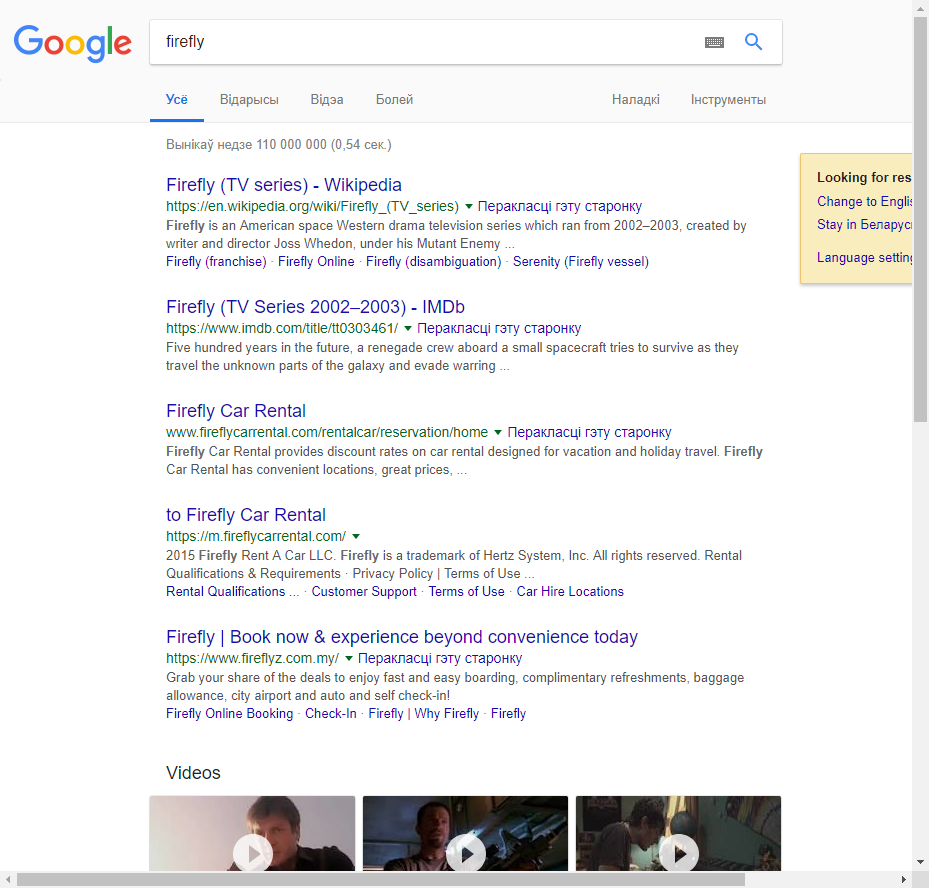 Google
firefly
Усё Відарысы Відэа Болей Наладкі Інструменты
Вынікаў недзе 110 000 000 (0,54 сек.)
Firefly (TV series) - Wikipedia
https://en.wikipedia.org/wiki/Firefly_(TV_series) Перакласці гэту старонку
Firefly is an American space Western drama television series which ran from 2002–2003, created by
writer and director Joss Whedon, under his Mutant Enemy ...
Firefly (franchise) · Firefly Online · Firefly (disambiguation) · Serenity (Firefly vessel)
Firefly (TV Series 2002–2003) - IMDb
https://www.imdb.com/title/tt0303461/ Перакласці гэту старонку
Five hundred years in the future, a renegade crew aboard a small spacecraft tries to survive as they
travel the unknown parts of the galaxy and evade warring ...
Firefly Car Rental
www.fireflycarrental.com/rentalcar/reservation/home Перакласці гэту старонку
Firefly Car Rental provides discount rates on car rental designed for vacation and holiday travel. Firefly
Car Rental has convenient locations, great prices, ...
to Firefly Car Rental
https://m.fireflycarrental.com/
2015 Firefly Rent A Car LLC. Firefly is a trademark of Hertz System, Inc. All rights reserved. Rental
Qualifications & Requirements · Privacy Policy | Terms of Use ...
Rental Qualifications ... · Customer Support · Terms of Use · Car Hire Locations
Firefly | Book now & experience beyond convenience today
https://www.fireflyz.com.my/ Перакласці гэту старонку
Grab your share of the deals to enjoy fast and easy boarding, complimentary refreshments, baggage
allowance, city airport and auto and self check-in!
Firefly Online Booking · Check-In · Firefly | Why Firefly · Firefly
Videos
Looking for res
Change to Englis
Stay in Беларус
Language setting